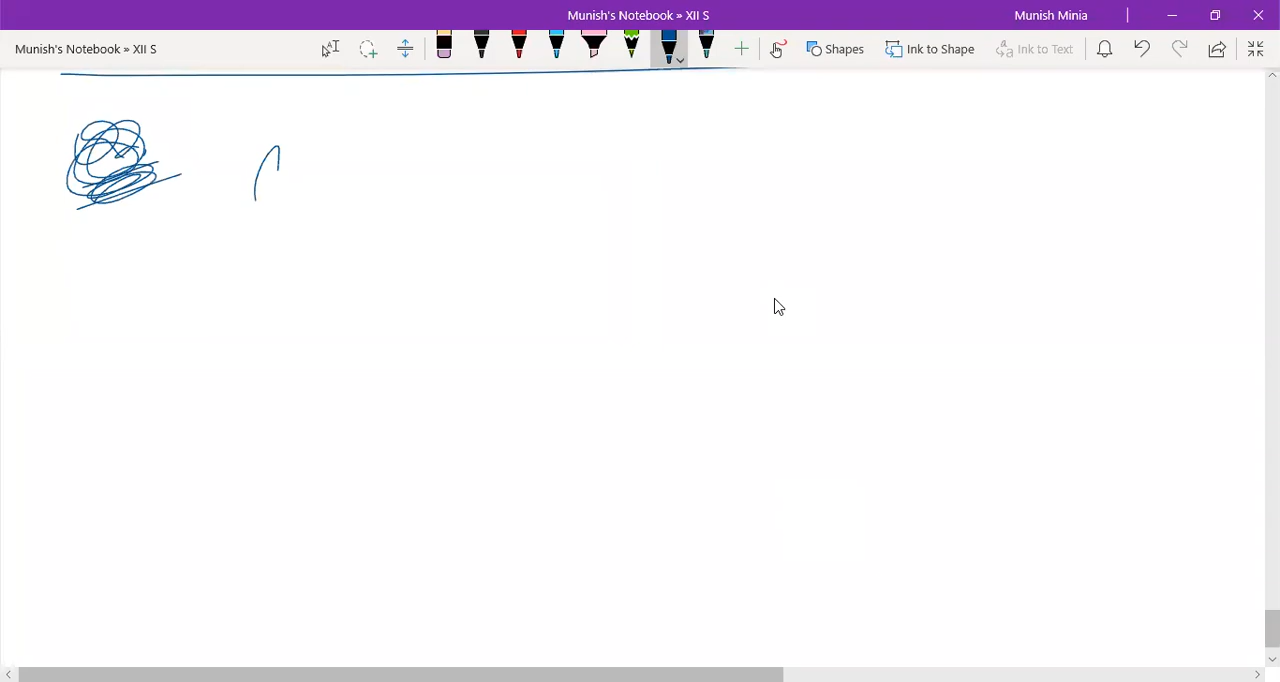 Munish's Notebook » XII S
Munish Minia
Munish's Notebook » XII S
Shapes
Ink to Shape
Ink to Text